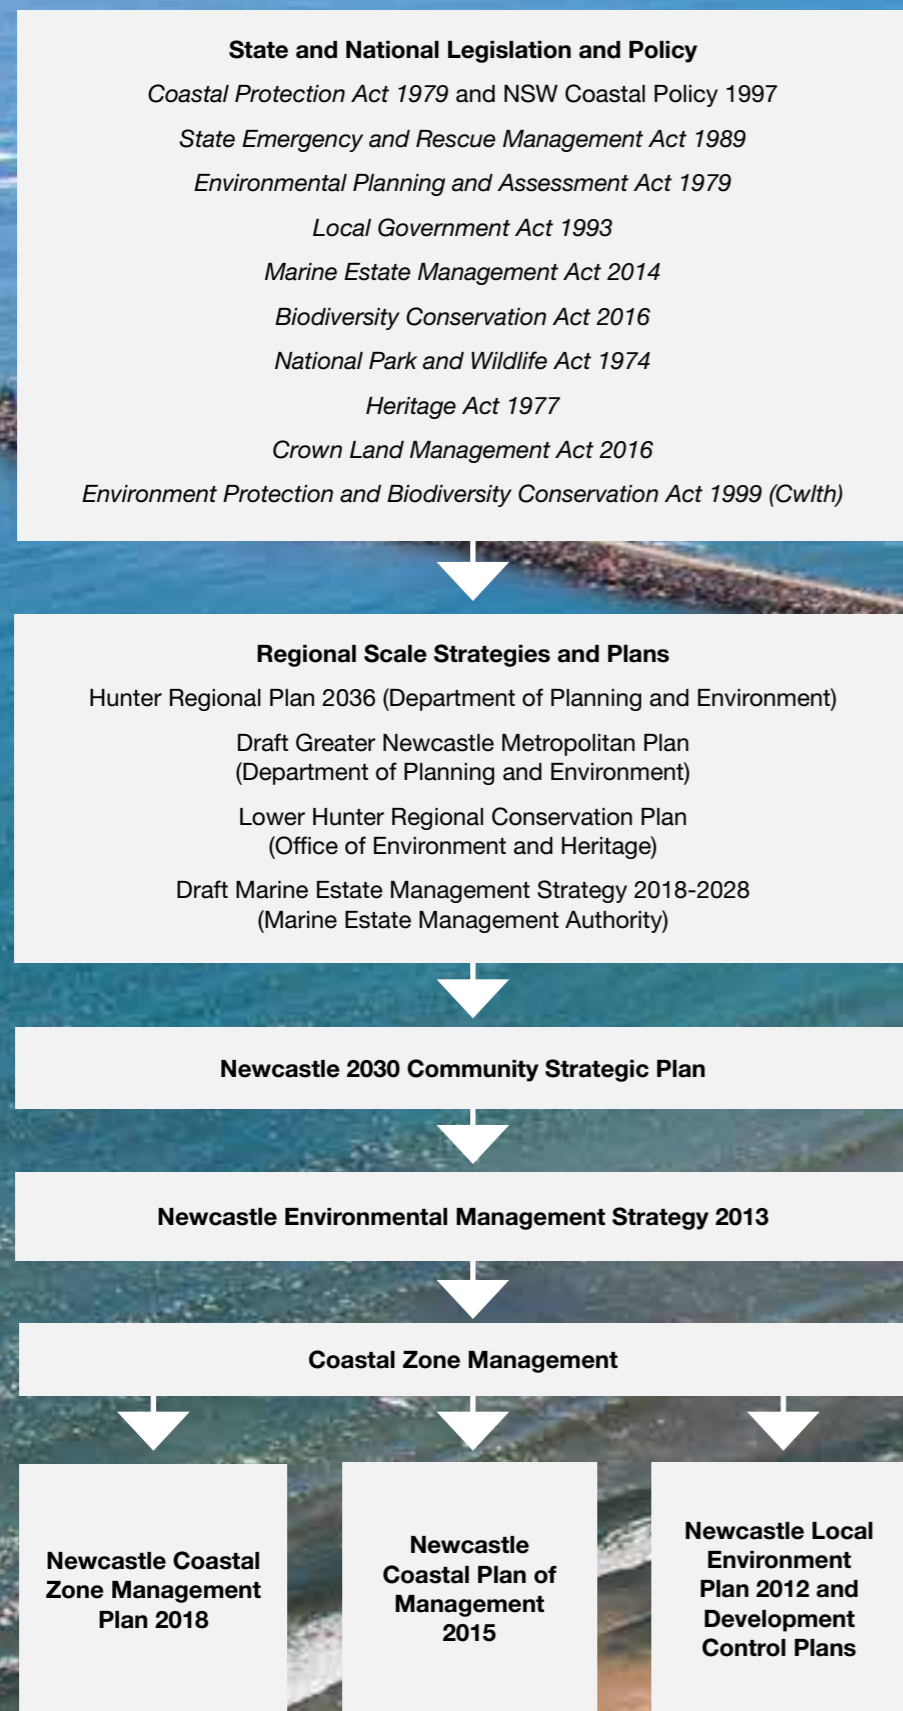 State and National Legislation and Policy
Coastal Protection Act 1979 and NSW Coastal Policy 1997
State Emergency and Rescue Management Act 1989
Environmental Planning and Assessment Act 1979
Local Government Act 1993
Marine Estate Management Act 2014
Biodiversity Conservation Act 2016
National Park and Wildlife Act 1974
Heritage Act 1977
Crown Land Management Act 2016
Environment Protection and Biodiversity Conservation Act 1999 (Cwlth)
Regional Scale Strategies and Plans
Hunter Regional Plan 2036 (Department of Planning and Environment)
Draft Greater Newcastle Metropolitan Plan
(Department of Planning and Environment)
Lower Hunter Regional Conservation Plan
(Office of Environment and Heritage)
Draft Marine Estate Management Strategy 2018-2028
(Marine Estate Management Authority)
Newcastle 2030 Community Strategic Plan
Newcastle Environmental Management Strategy 2013
Coastal Zone Management
Newcastle Coastal
Zone Management
Plan 2018
Newcastle
Coastal Plan of
Management
2015
Newcastle Local
Environment
Plan 2012 and
Development
Control Plans